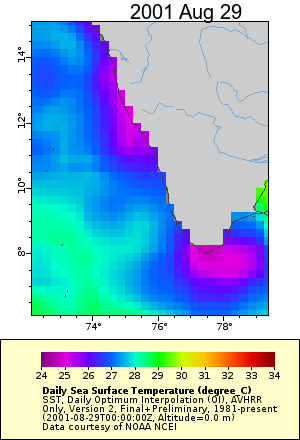 2001 Aug 29
14°
12°
10°
8°
74° 76° 78°
24 25 26 27 28 29 30 31 32 33 34
Daily Sea Surface Temperature (degree_C)
SST, Daily Optimum Interpolation (OI), AVHRR
Only, Version 2, Final+Preliminary, 1981-present
(2001-08-29T00:00:00Z, Altitude=0.0 m)
Data courtesy of NOAA NCEI